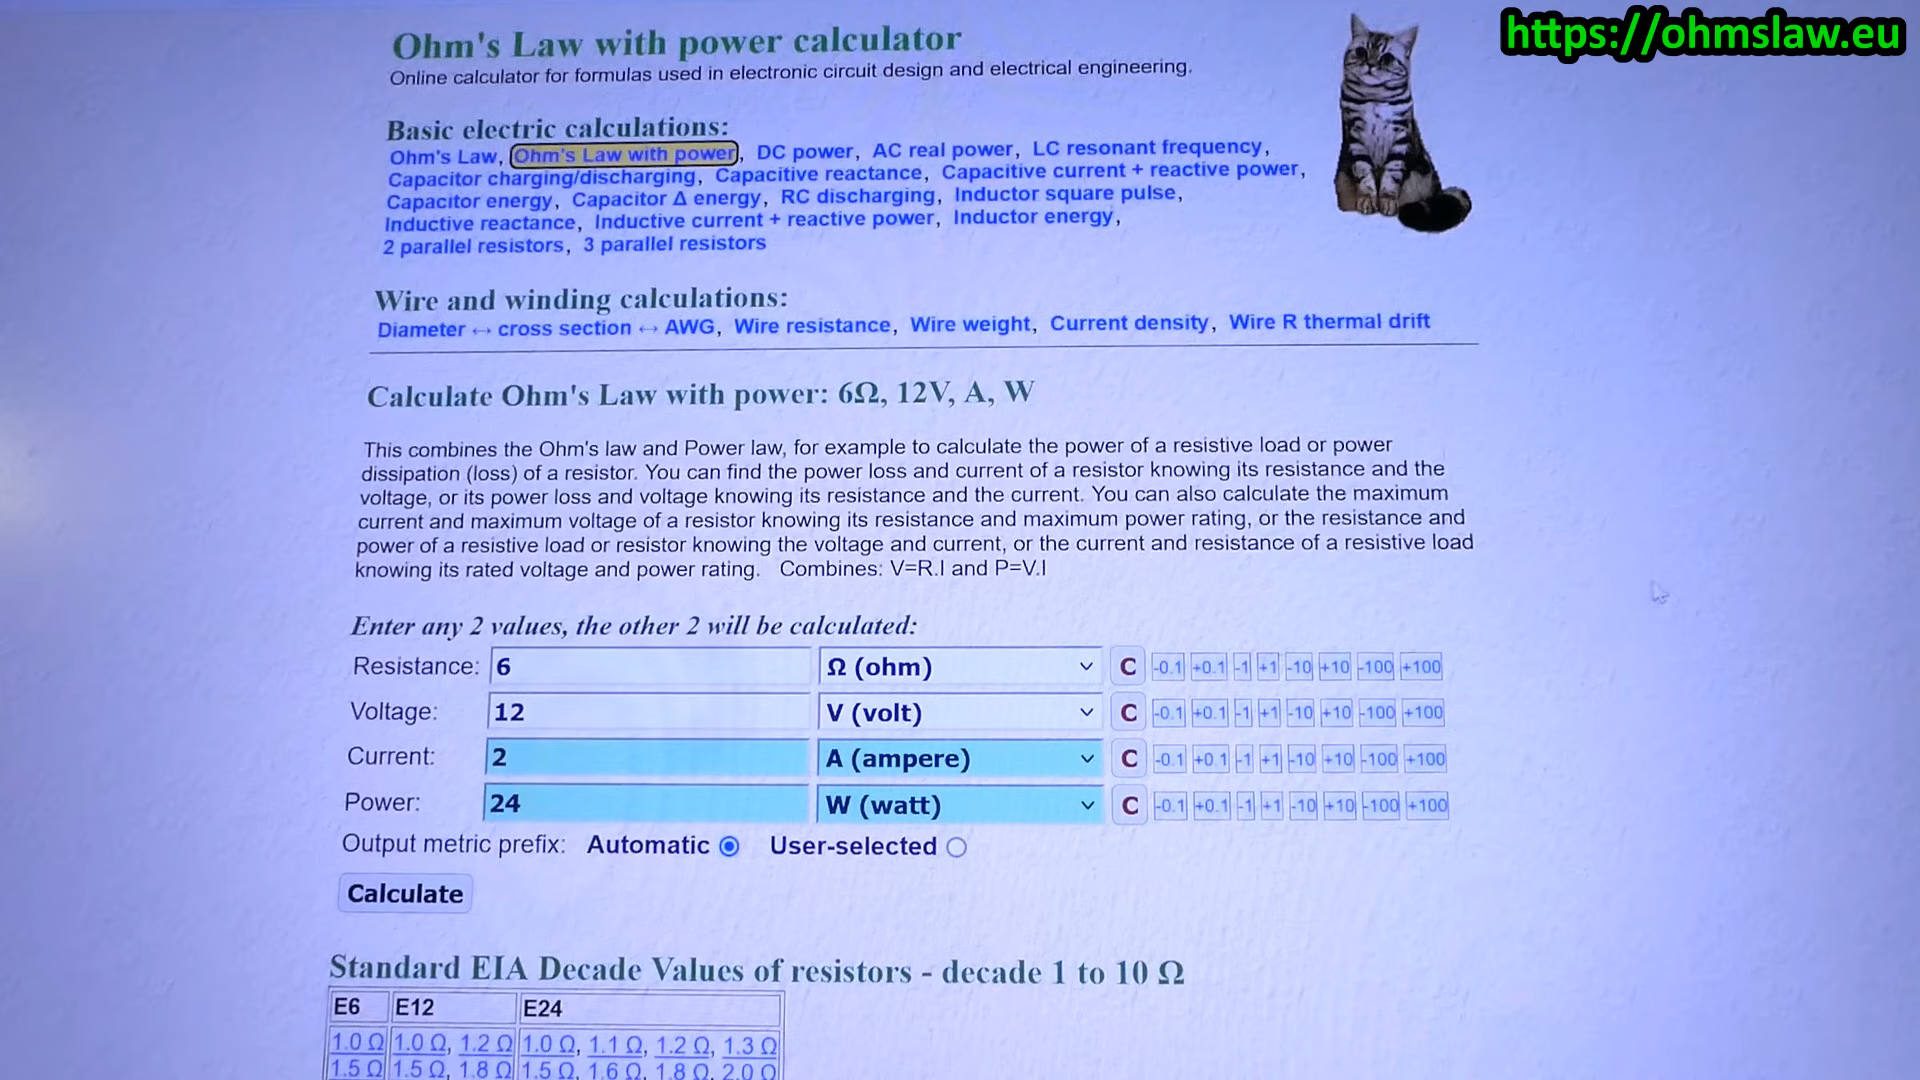 https://ohmslaw.eu
Ohm's Law with power calculator
Online calculator for formulas used in electronic circuit design and electrical engineering.
Basic electric calculations:
Ohm's Law, Ohm's Law with power, DC power, AC real power, LC resonant frequency,
Capacitor charging/discharging, Capacitive reactance, Capacitive current + reactive power,
Capacitor energy, Capacitor Δ energy, RC discharging, Inductor square pulse,
Inductive reactance, Inductive current + reactive power, Inductor energy,
2 parallel resistors, 3 parallel resistors
Wire and winding calculations:
Diameter ↔ cross section ↔ AWG, Wire resistance, Wire weight, Current density, Wire R thermal drift
Calculate Ohm's Law with power: 6Ω, 12V, A, W
This combines the Ohm's law and Power law, for example to calculate the power of a resistive load or power
dissipation (loss) of a resistor. You can find the power loss and current of a resistor knowing its resistance and the
voltage, or its power loss and voltage knowing its resistance and the current. You can also calculate the maximum
current and maximum voltage of a resistor knowing its resistance and maximum power rating, or the resistance and
power of a resistive load or resistor knowing the voltage and current, or the current and resistance of a resistive load
knowing its rated voltage and power rating. Combines: V=R.I and P=V.I
Enter any 2 values, the other 2 will be calculated:
Resistance: 6 Ω (ohm) C -0.1 +0.1 -1 +1 -10 +10 -100 +100
Voltage: 12 V (volt) C -0.1 +0.1 -1 +1 -10 +10 -100 +100
Current: 2 A (ampere) C -0.1 +0.1 -1 +1 -10 +10 -100 +100
Power: 24 W (watt) C -0.1 +0.1 -1 +1 -10 +10 -100 +100
Output metric prefix: Automatic User-selected
Calculate
Standard EIA Decade Values of resistors - decade 1 to 10 Ω
E6 E12 E24
1.0 Ω 1.0 Ω, 1.2 Ω 1.0 Ω, 1.1 Ω, 1.2 Ω, 1.3 Ω
1.5 Ω 1.5 Ω, 1.8 Ω 1.5 Ω, 1.6 Ω, 1.8 Ω, 2.0 Ω